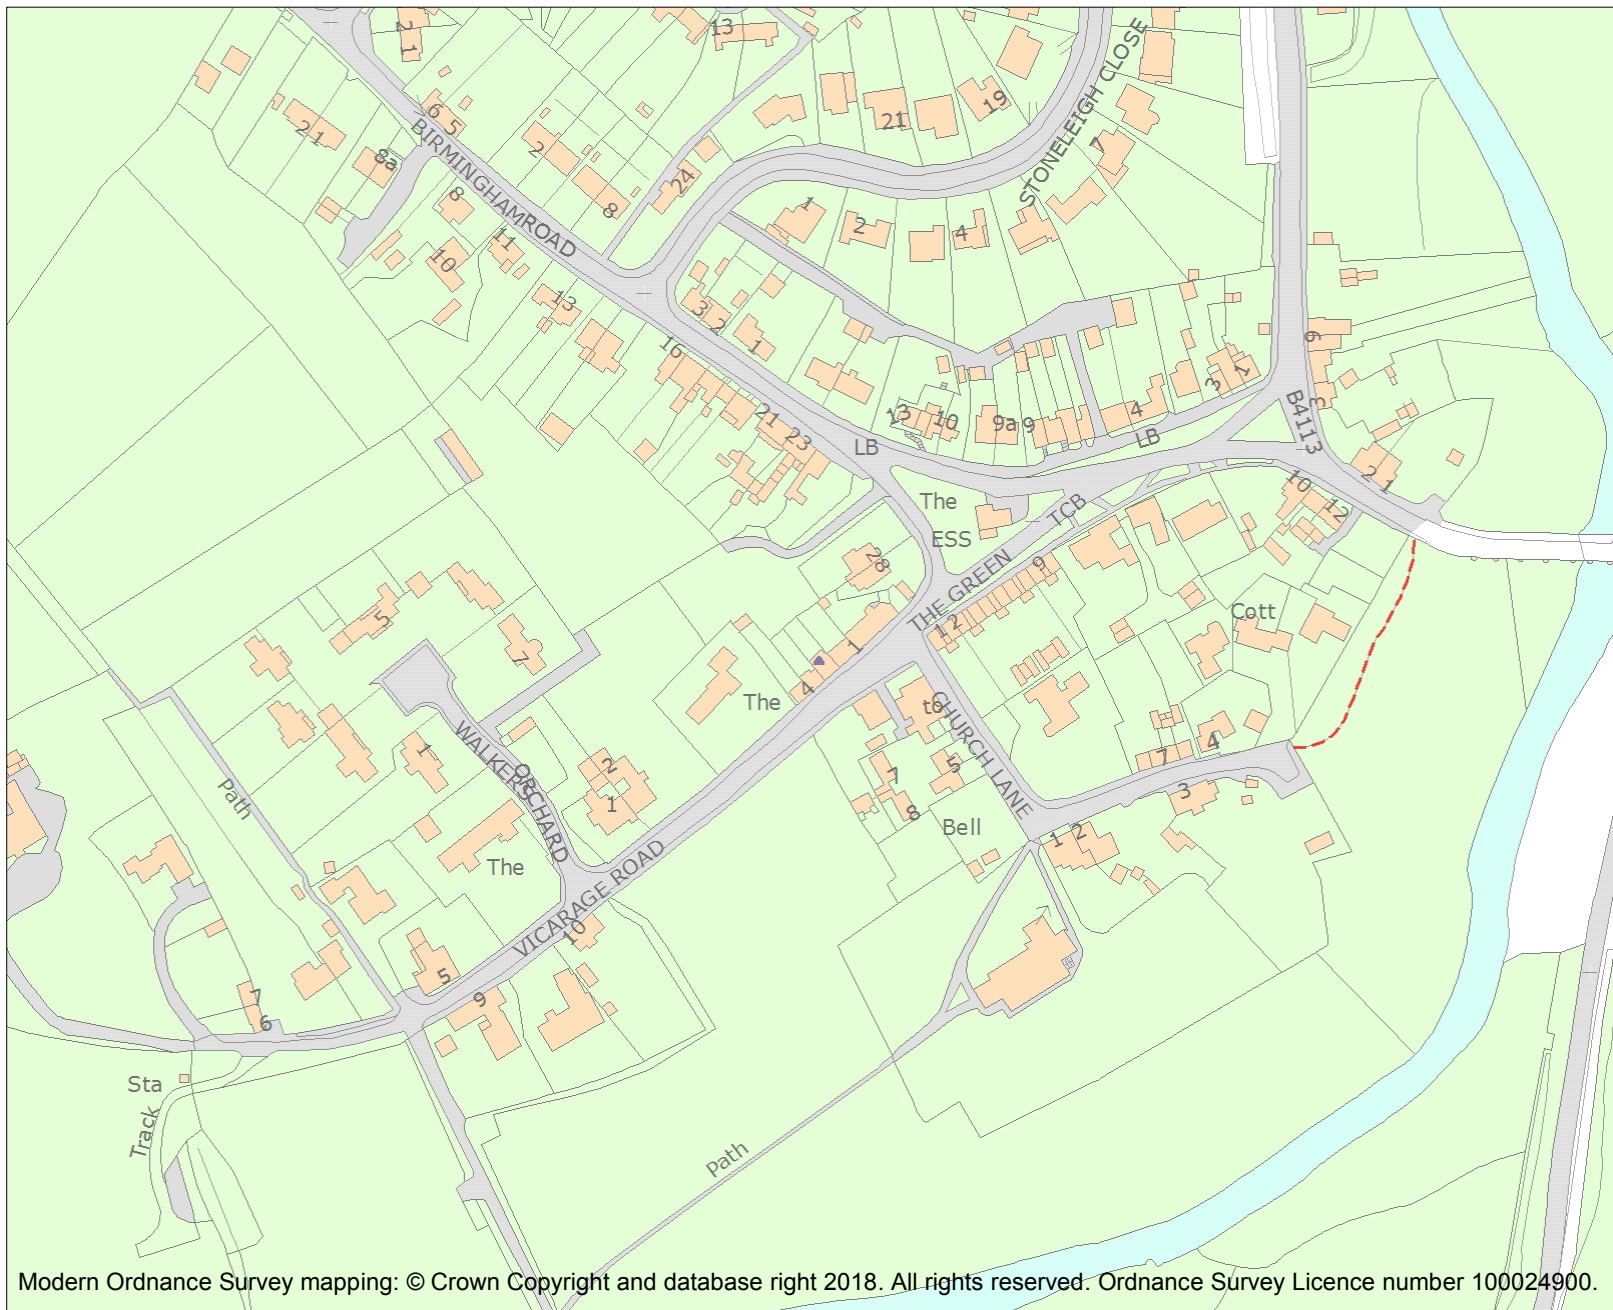 2 1
13
STONELEIGH CLOSE
6 5
BIRMINGHAM ROAD
2 1
8a
2
8
8
24
21
19
7
11
10
13
1
2
4
3 2
1
16
21
23
LB
13
10
9a
9
4
LB
3
1
6
3
B4113
2 1
10
12
The
ESS
TCB
THE GREEN
9
1 2
28
Cott
5
7
1
4
The
to
CHURCH LANE
WALKERS
ORCHARD
1
2
1
Path
7
5
8
Bell
7
4
3
1 2
The
VICARAGE ROAD
10
5
9
7
6
Sta
Track
Path
Modern Ordnance Survey mapping: © Crown Copyright and database right 2018. All rights reserved. Ordnance Survey Licence number 100024900.